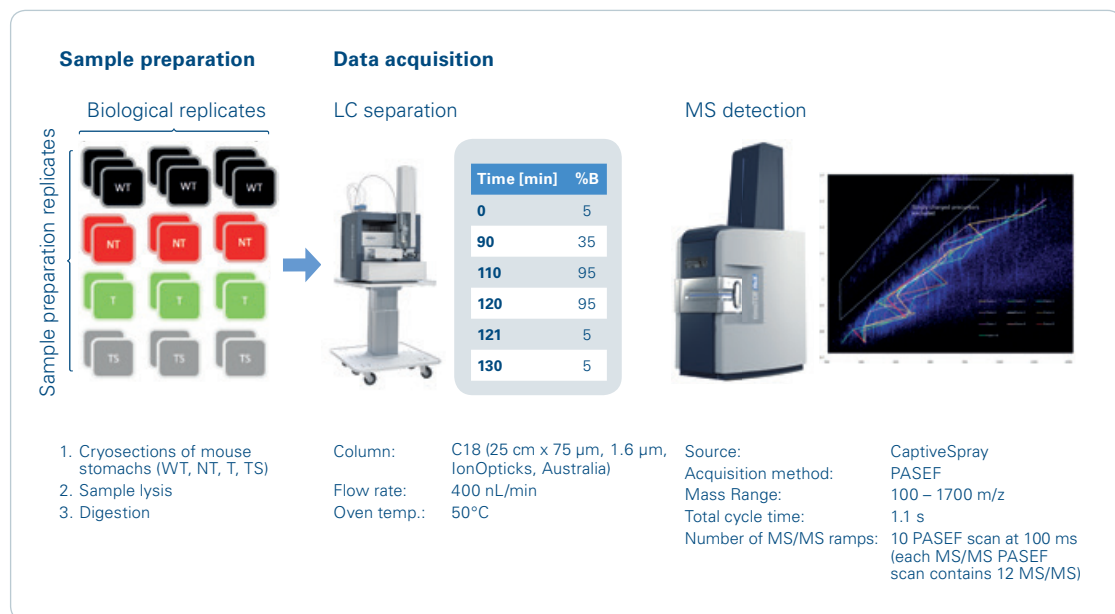 Sample preparation
Data acquisition
Biological replicates
LC separation
MS detection
Sample preparation replicates
WT WT WT
NT NT NT
T T T
TS TS TS
Time [min] %B
0 5
90 35
110 95
120 95
121 5
130 5
Singly charged precursors
excluded
1. Cryosections of mouse
stomachs (WT, NT, T, TS)
2. Sample lysis
3. Digestion
Column: C18 (25 cm x 75 µm, 1.6 µm,
IonOpticks, Australia)
Flow rate: 400 nL/min
Oven temp.: 50°C
Source: CaptiveSpray
Acquisition method: PASEF
Mass Range: 100 – 1700 m/z
Total cycle time: 1.1 s
Number of MS/MS ramps: 10 PASEF scan at 100 ms
(each MS/MS PASEF
scan contains 12 MS/MS)